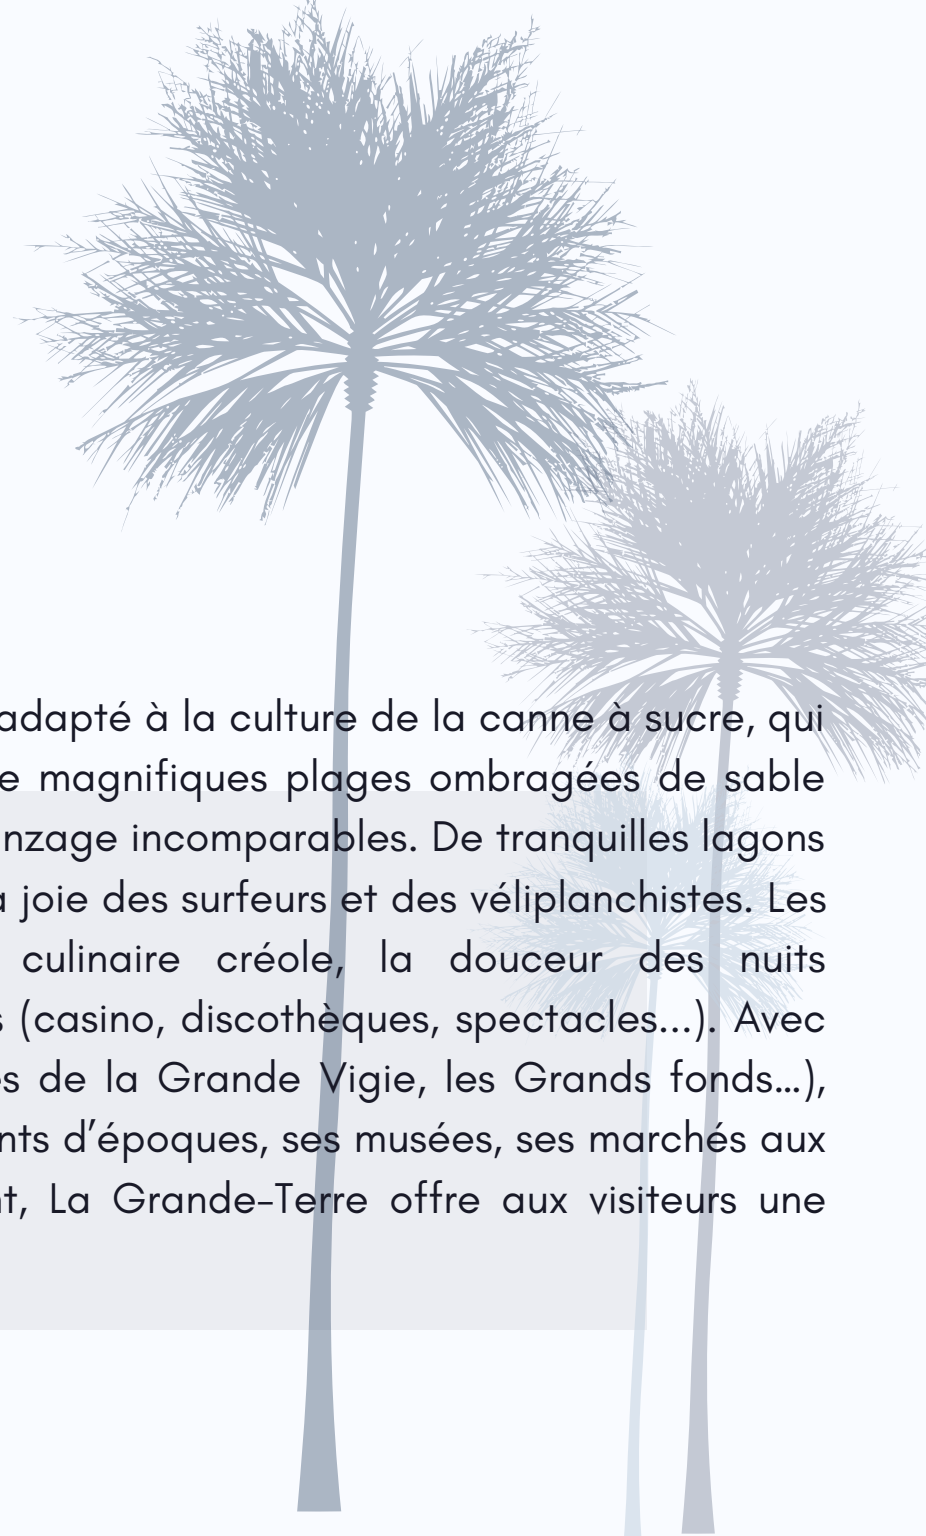 adapté à la culture de la canne à sucre, qui
e magnifiques plages ombragées de sable
nzage incomparables. De tranquilles lagons
a joie des surfeurs et des véliplanchistes. Les
culinaire créole, la douceur des nuits
s (casino, discothèques, spectacles...). Avec
es de la Grande Vigie, les Grands fonds…),
nts d’époques, ses musées, ses marchés aux
nt, La Grande-Terre offre aux visiteurs une